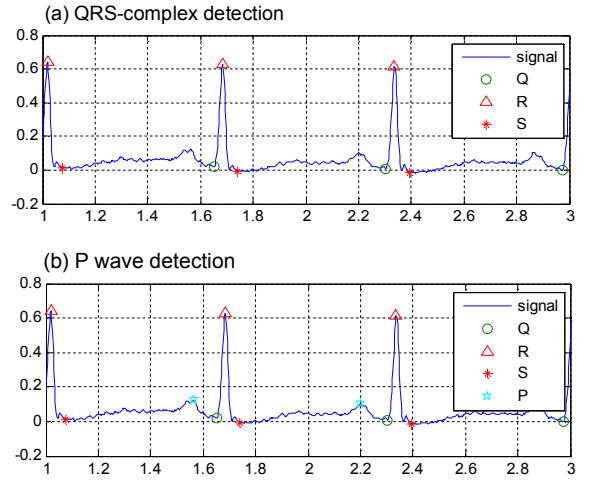 (a) QRS-complex detection
0.8
0.6
0.4
0.2
0
-0.2
1 1.2 1.4 1.6 1.8 2 2.2 2.4 2.6 2.8 3
signal
Q
R
S
(b) P wave detection
0.8
0.6
0.4
0.2
0
-0.2
1 1.2 1.4 1.6 1.8 2 2.2 2.4 2.6 2.8 3
signal
Q
R
S
P